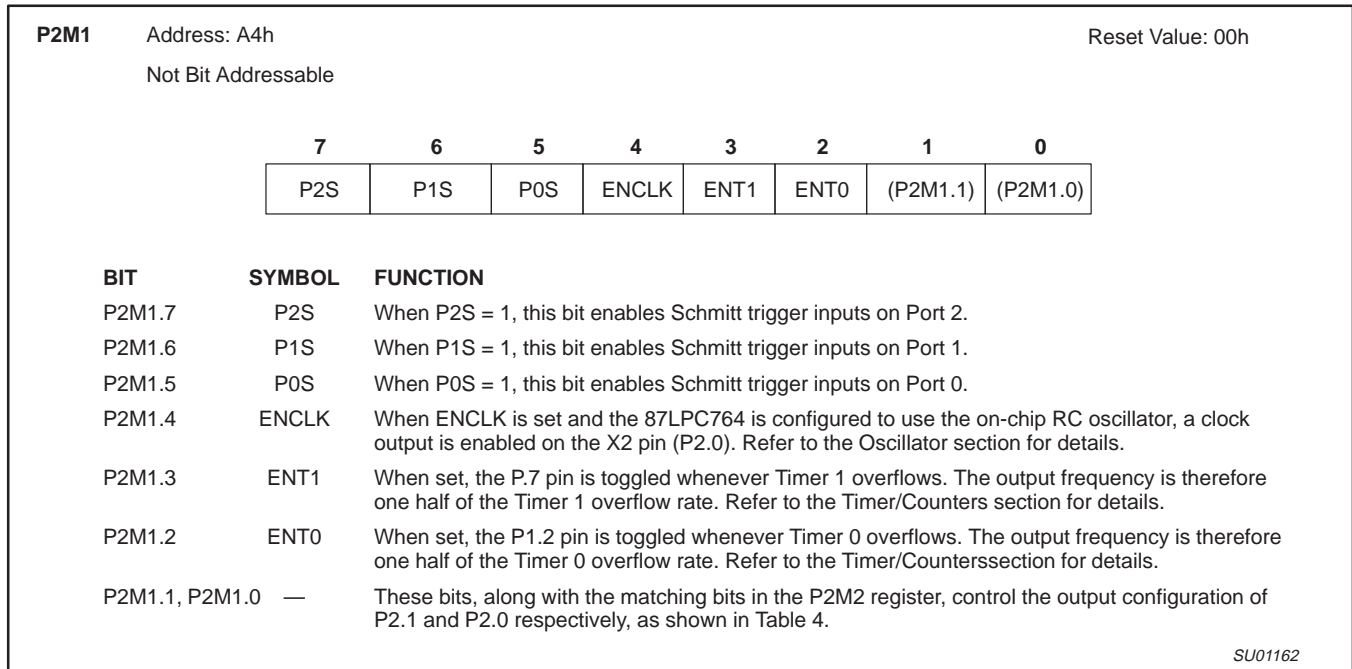 P2M1 Address: A4h Reset Value: 00h
Not Bit Addressable
7 6 5 4 3 2 1 0
P2S P1S P0S ENCLK ENT1 ENT0 (P2M1.1) (P2M1.0)
BIT SYMBOL FUNCTION
P2M1.7 P2S When P2S = 1, this bit enables Schmitt trigger inputs on Port 2.
P2M1.6 P1S When P1S = 1, this bit enables Schmitt trigger inputs on Port 1.
P2M1.5 P0S When P0S = 1, this bit enables Schmitt trigger inputs on Port 0.
P2M1.4 ENCLK When ENCLK is set and the 87LPC764 is configured to use the on-chip RC oscillator, a clock
output is enabled on the X2 pin (P2.0). Refer to the Oscillator section for details.
P2M1.3 ENT1 When set, the P.7 pin is toggled whenever Timer 1 overflows. The output frequency is therefore
one half of the Timer 1 overflow rate. Refer to the Timer/Counters section for details.
P2M1.2 ENT0 When set, the P1.2 pin is toggled whenever Timer 0 overflows. The output frequency is therefore
one half of the Timer 0 overflow rate. Refer to the Timer/Counterssection for details.
P2M1.1, P2M1.0 — These bits, along with the matching bits in the P2M2 register, control the output configuration of
P2.1 and P2.0 respectively, as shown in Table 4.
SU01162